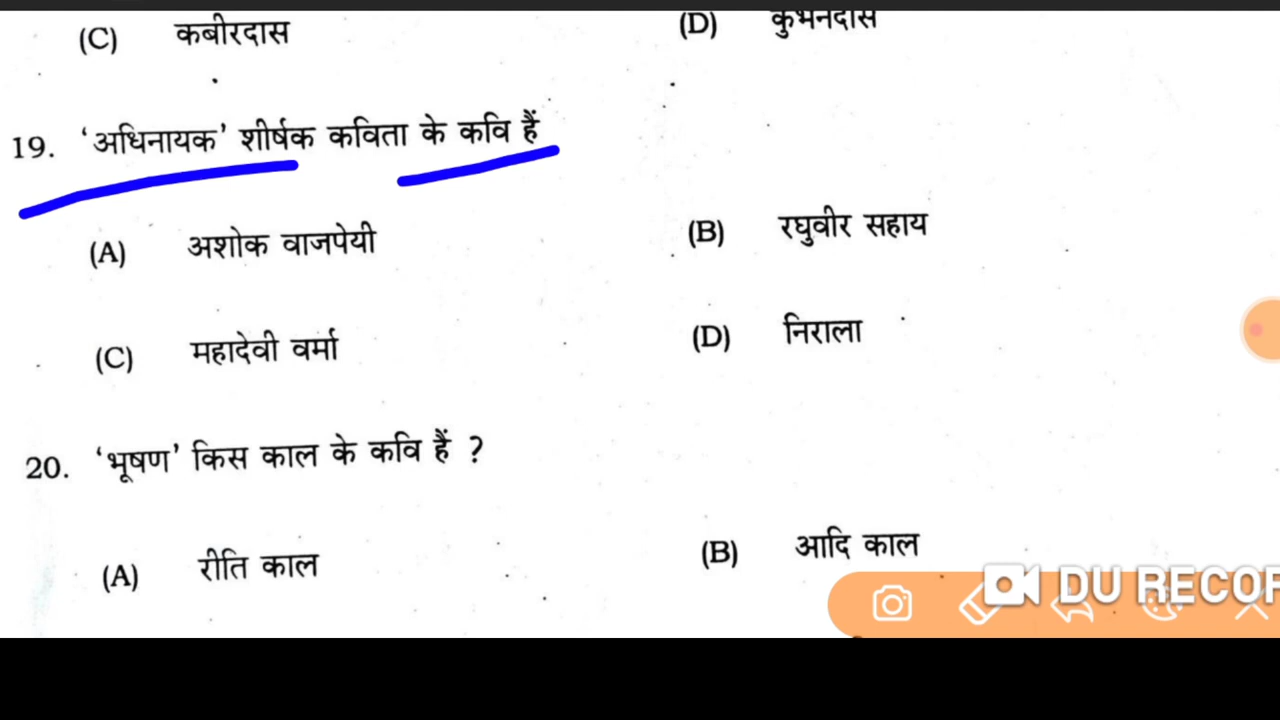 (C) कबीरदास (D) कुंभनदास
19. 'अधिनायक' शीर्षक कविता के कवि हैं
(A) अशोक वाजपेयी (B) रघुवीर सहाय
(C) महादेवी वर्मा (D) निराला
20. 'भूषण' किस काल के कवि हैं ?
(A) रीति काल (B) आदि काल
DU RECOR